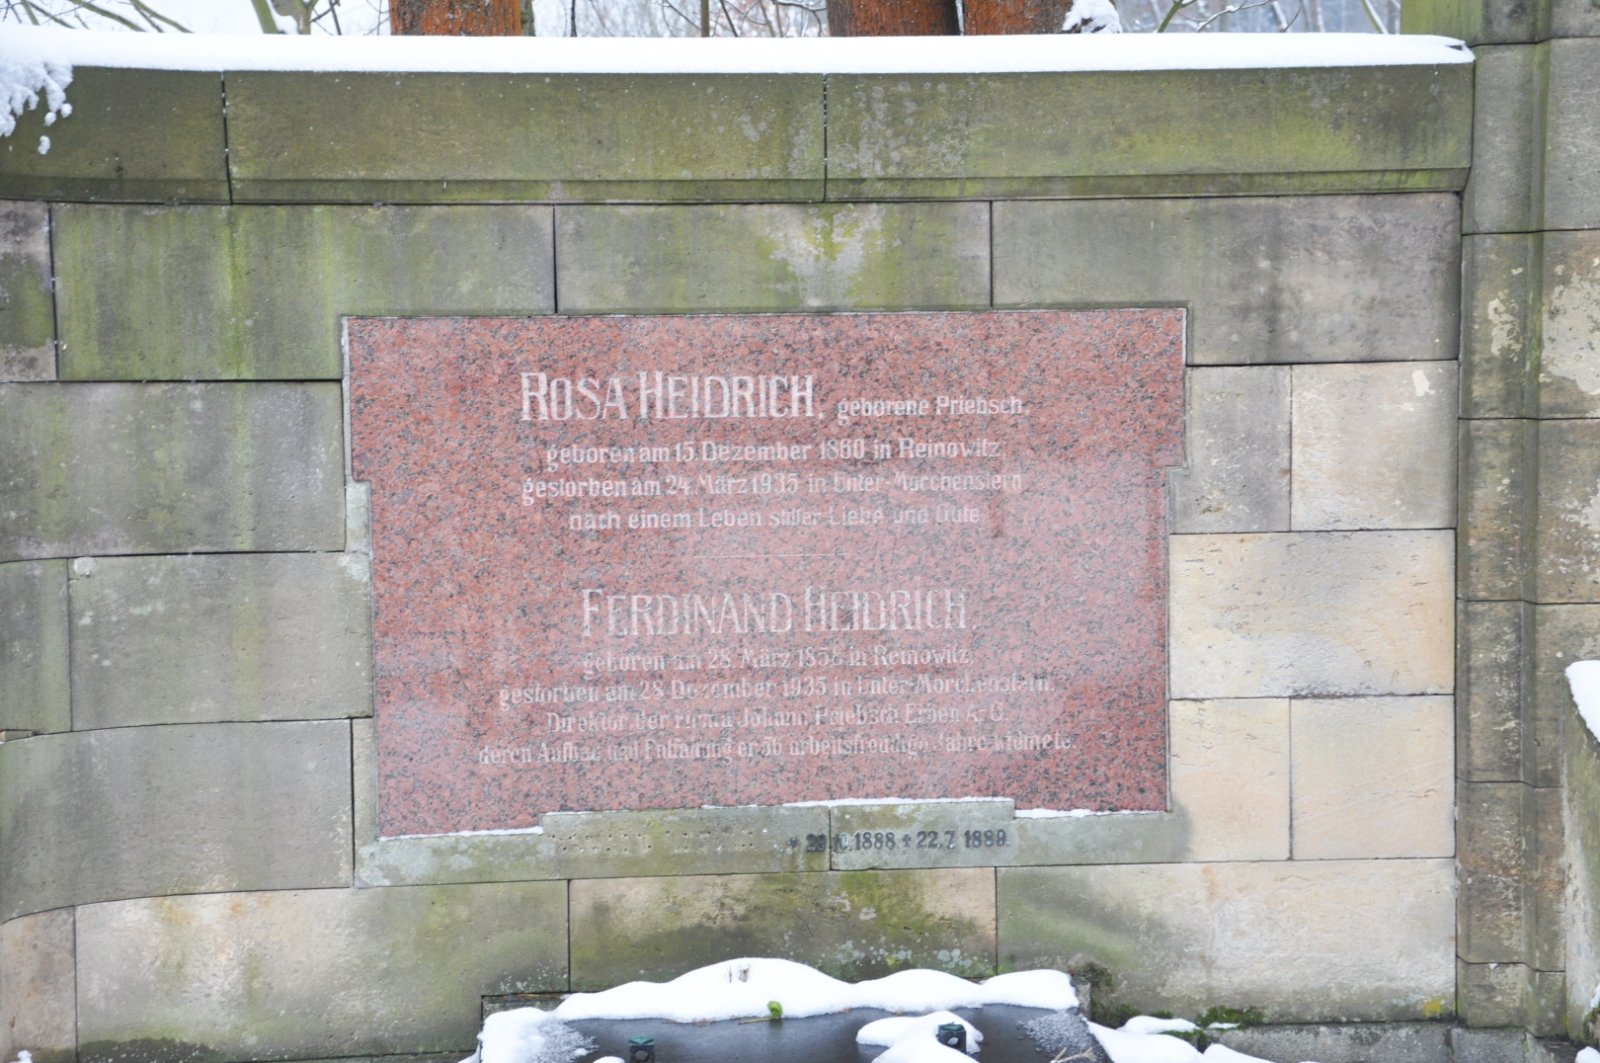 ROSA HEIDRICH, geborene Priebsch,
geboren am 15. Dezember 1860 in Reinowitz,
gestorben am 24. März 1935 in Unter-Morchenstern
nach einem Leben stiller Liebe und Güte.
FERDINAND HEIDRICH,
geboren am 28. März 1858 in Reinowitz,
gestorben am 28. Dezember 1935 in Unter-Morchenstern,
Direktor der Firma Johann Priebsch Erben A. G.
deren Aufbau und Entfaltung er arbeitsfreudige Jahre widmete.
10.1888 + 22.7. 1889.